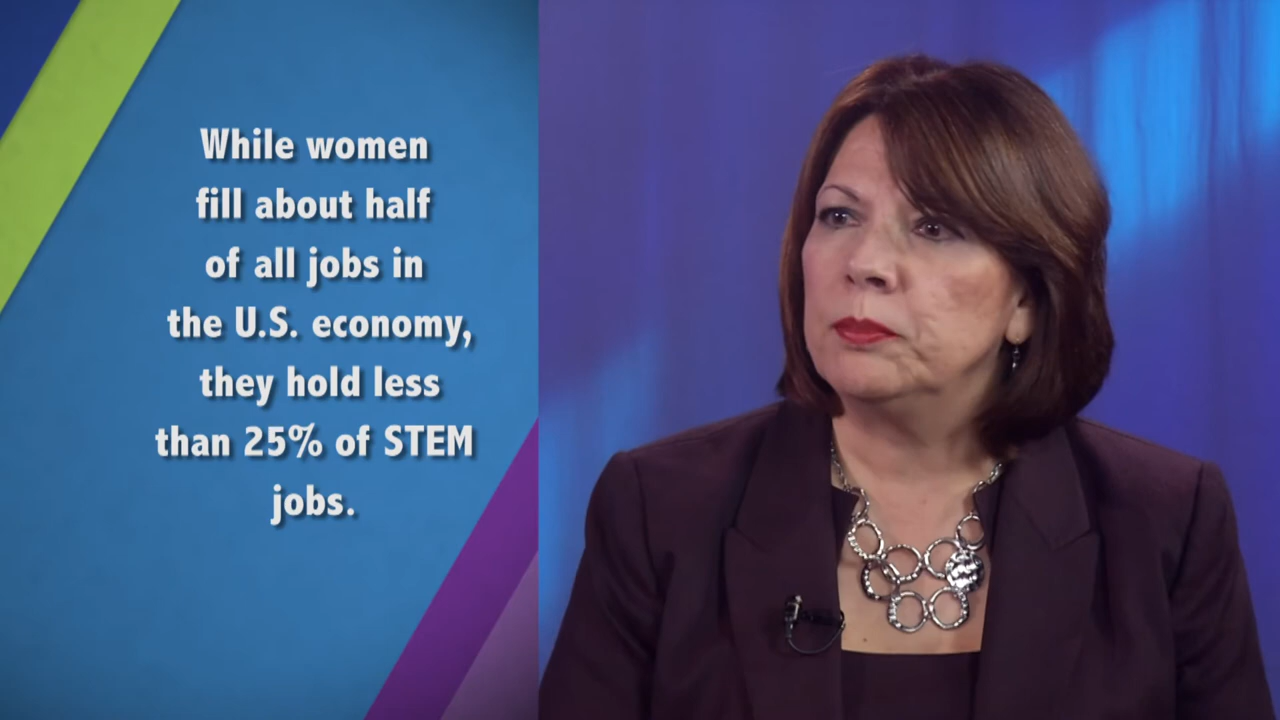 While women
fill about half
of all jobs in
the U.S. economy,
they hold less
than 25% of STEM
jobs.